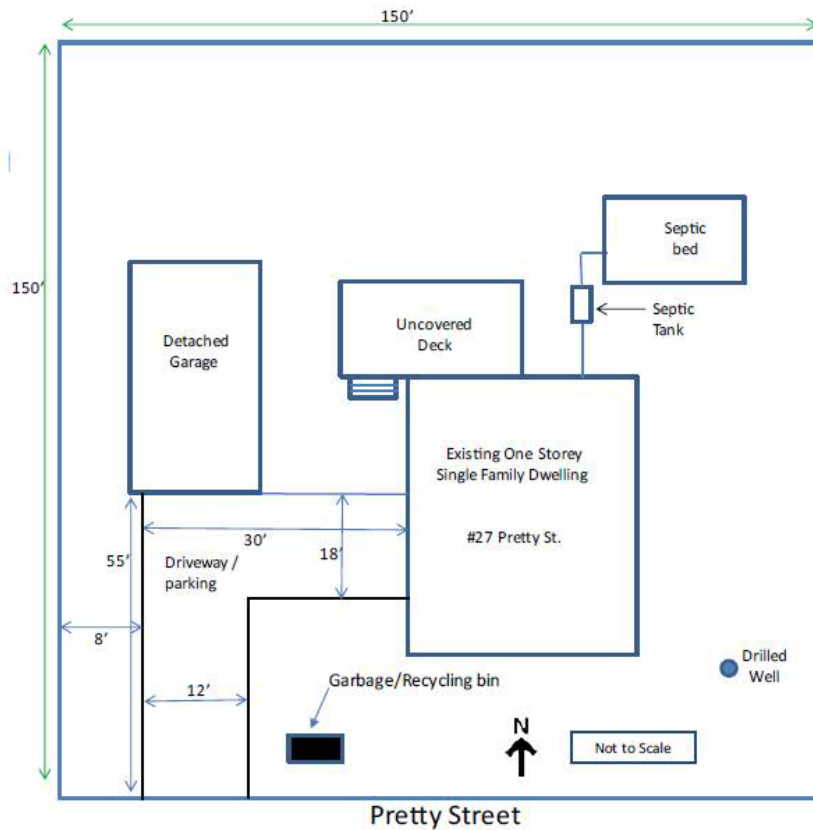 150’
150’
Septic
bed
Septic
Tank
Detached
Garage
Uncovered
Deck
Existing One Storey
Single Family Dwelling
#27 Pretty St.
30’
18’
55’
Driveway /
parking
8’
12’
Garbage/Recycling bin
Drilled
Well
N
Not to Scale
Pretty Street